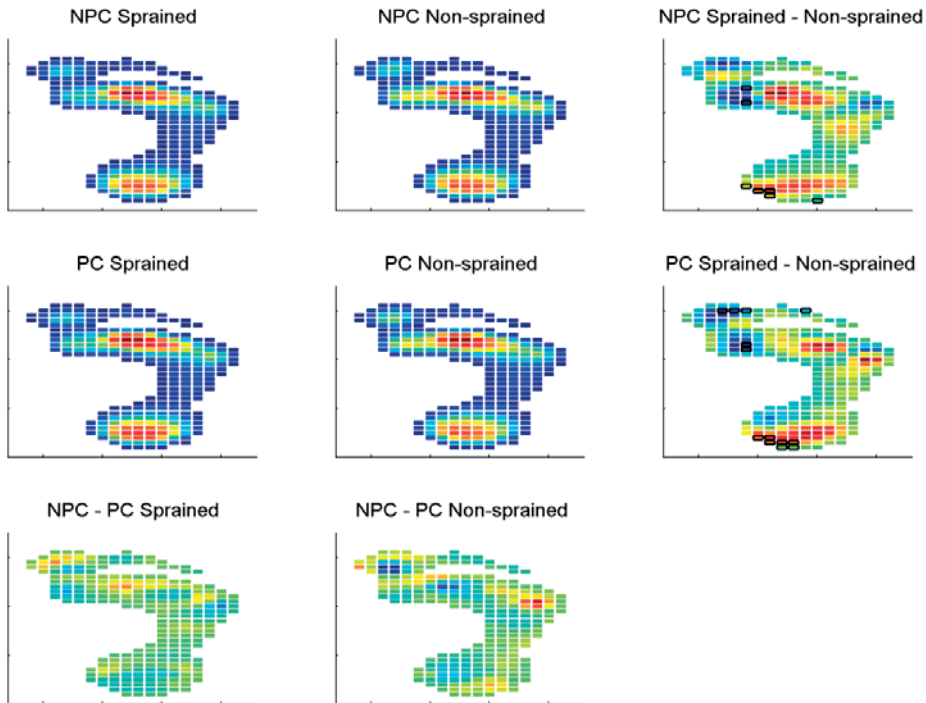 NPC Sprained
NPC Non-sprained
NPC Sprained - Non-sprained
PC Sprained
PC Non-sprained
PC Sprained - Non-sprained
NPC - PC Sprained
NPC - PC Non-sprained